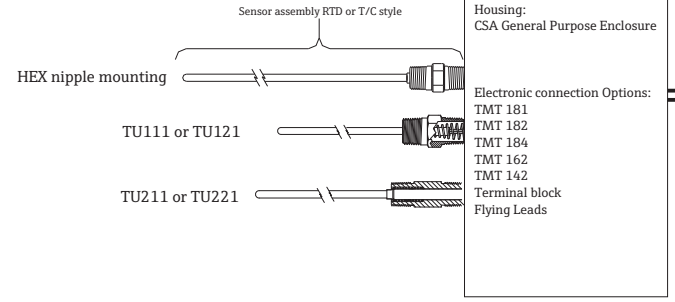 Sensor assembly RTD or T/C style
HEX nipple mounting
TU111 or TU121
TU211 or TU221
Housing:
CSA General Purpose Enclosure
Electronic connection Options:
TMT 181
TMT 182
TMT 184
TMT 162
TMT 142
Terminal block
Flying Leads